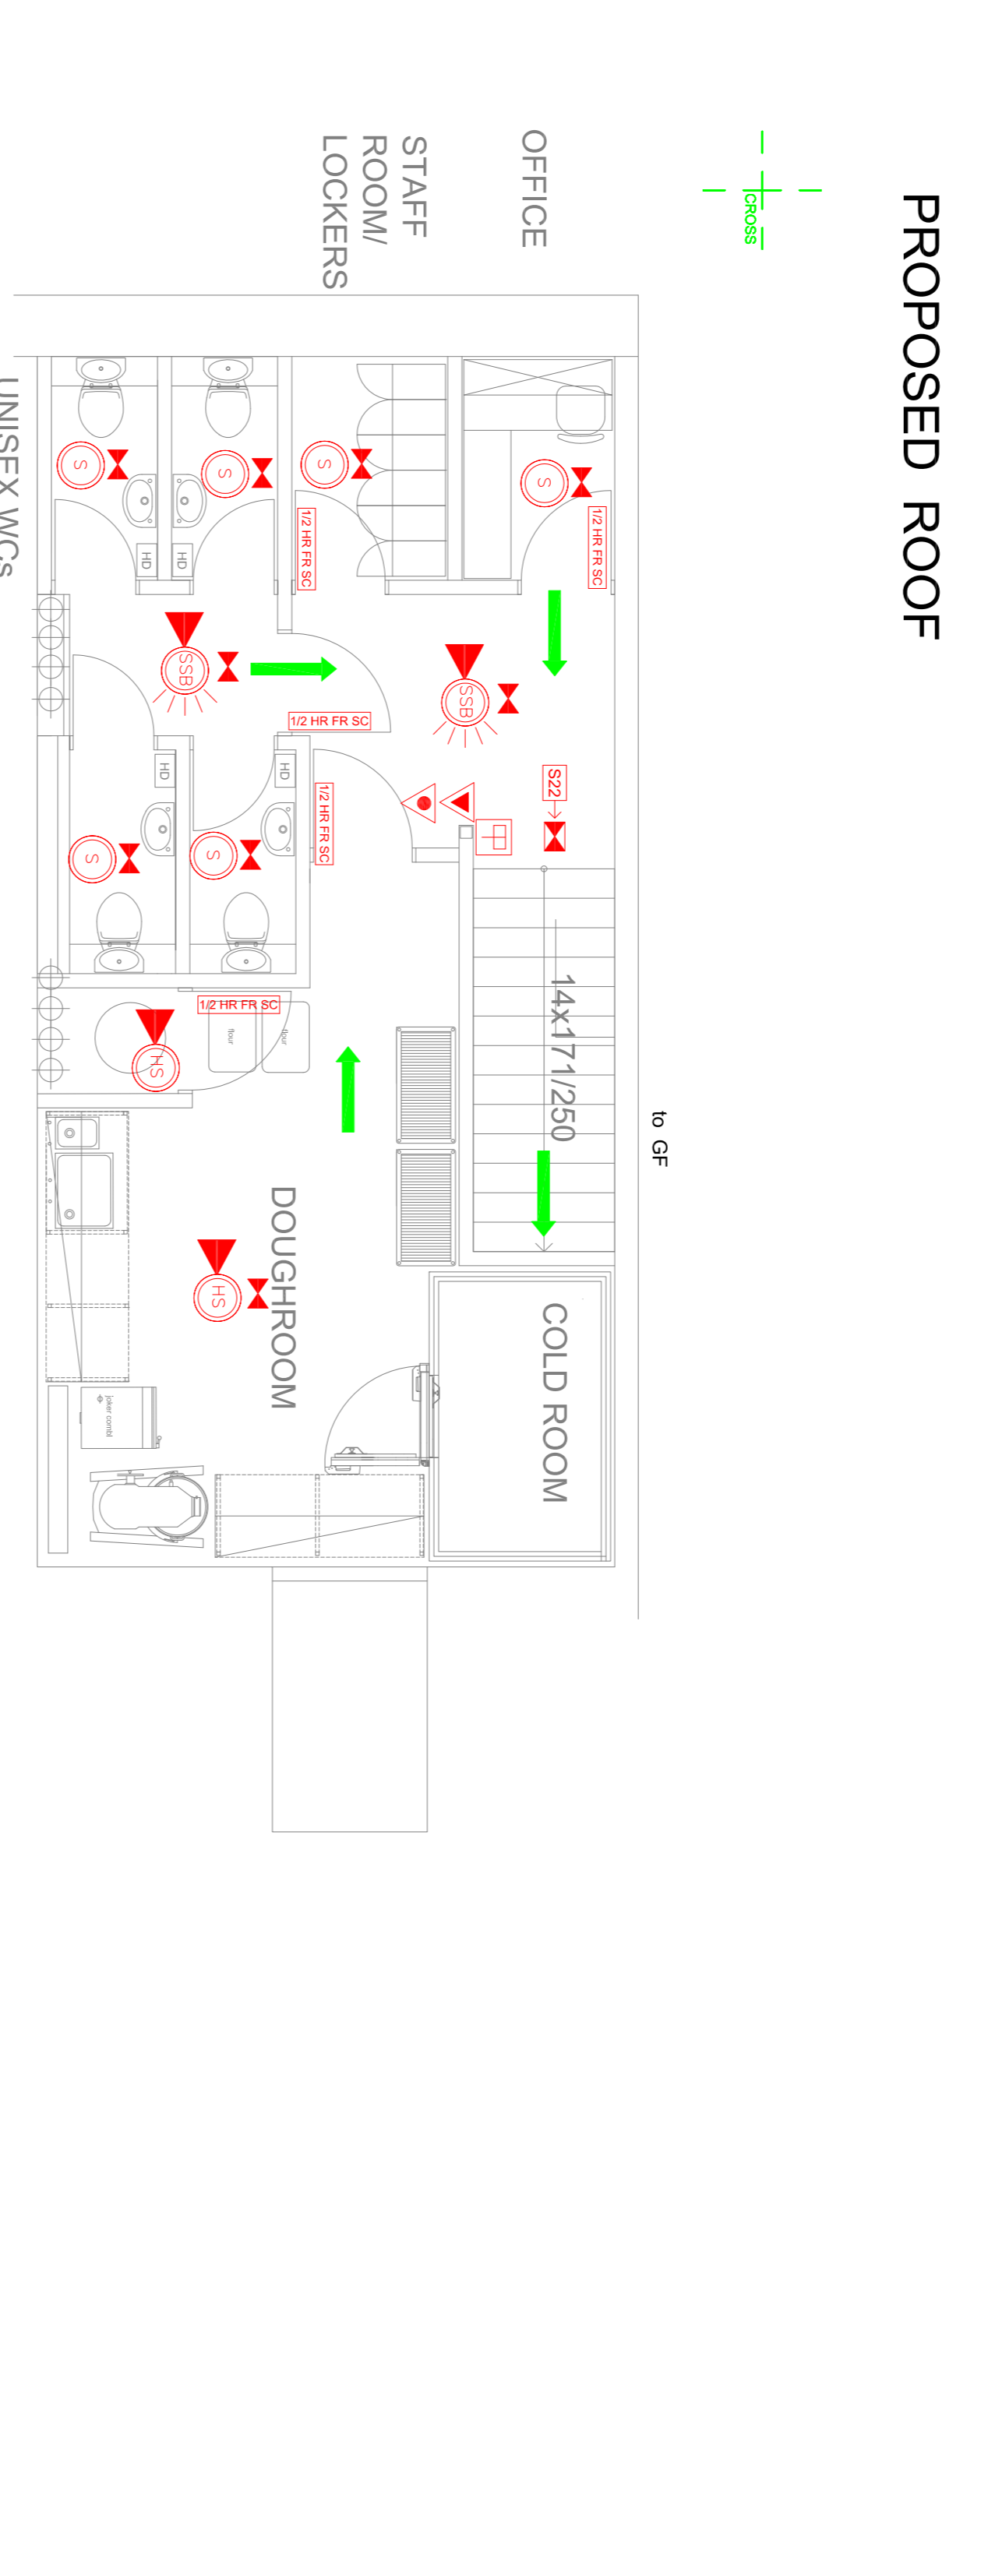 PROPOSED ROOF
CROSS
OFFICE
STAFF
ROOM/
LOCKERS
UNISEX WCs
S
S
S
S
1/2 HR FR SC
1/2 HR FR SC
HD
HD
SSB
SSB
1/2 HR FR SC
S22
HD
HD
1/2 HR FR SC
S
S
14x171/250
to GF
1/2 HR FR SC
flour
flour
HS
DOUGHROOM
HS
COLD ROOM
joker combi